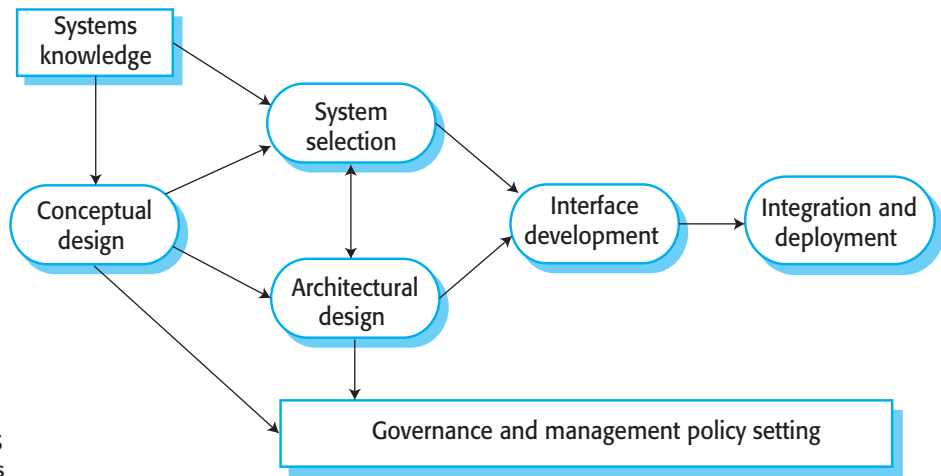 Systems
knowledge
System
selection
Conceptual
design
Interface
development
Integration and
deployment
Architectural
design
Governance and management policy setting